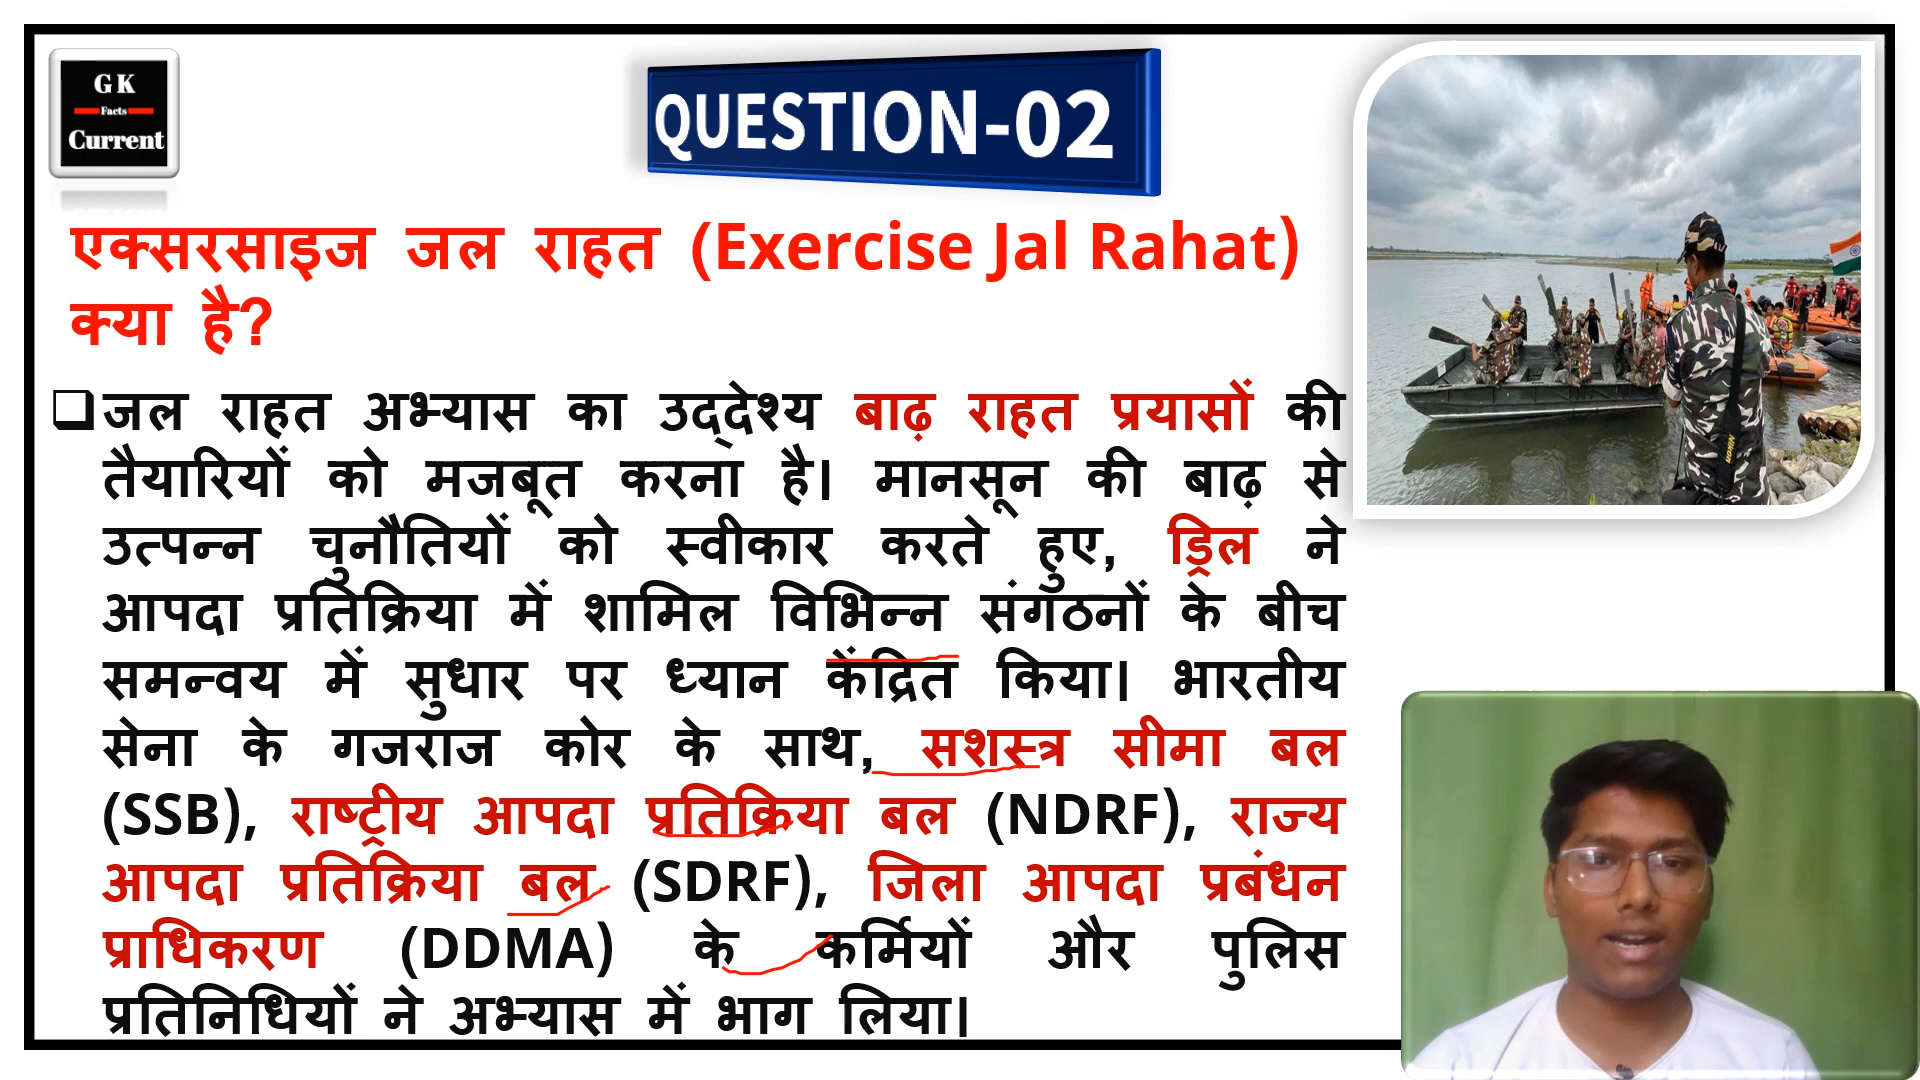 G K
Facts
Current
QUESTION-02
एक्सरसाइज जल राहत (Exercise Jal Rahat)
क्या है?
जल राहत अभ्यास का उद्देश्य बाढ़ राहत प्रयासों की
तैयारियों को मजबूत करना है। मानसून की बाढ़ से
उत्पन्न चुनौतियों को स्वीकार करते हुए, ड्रिल ने
आपदा प्रतिक्रिया में शामिल विभिन्न संगठनों के बीच
समन्वय में सुधार पर ध्यान केंद्रित किया। भारतीय
सेना के गजराज कोर के साथ, सशस्त्र सीमा बल
(SSB), राष्ट्रीय आपदा प्रतिक्रिया बल (NDRF), राज्य
आपदा प्रतिक्रिया बल (SDRF), जिला आपदा प्रबंधन
प्राधिकरण (DDMA) के कर्मियों और पुलिस
प्रतिनिधियों ने अभ्यास में भाग लिया।
Nikon